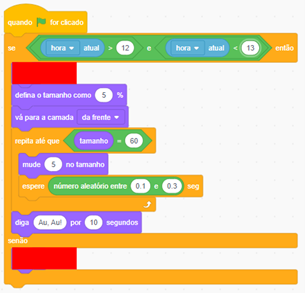 quando for clicado
se hora atual > 12 e hora atual < 13 então
defina o tamanho como 5 %
vá para a camada da frente
repita até que tamanho = 60
mude 5 no tamanho
espere número aleatório entre 0.1 e 0.3 seg
diga Au, Au! por 10 segundos
senão